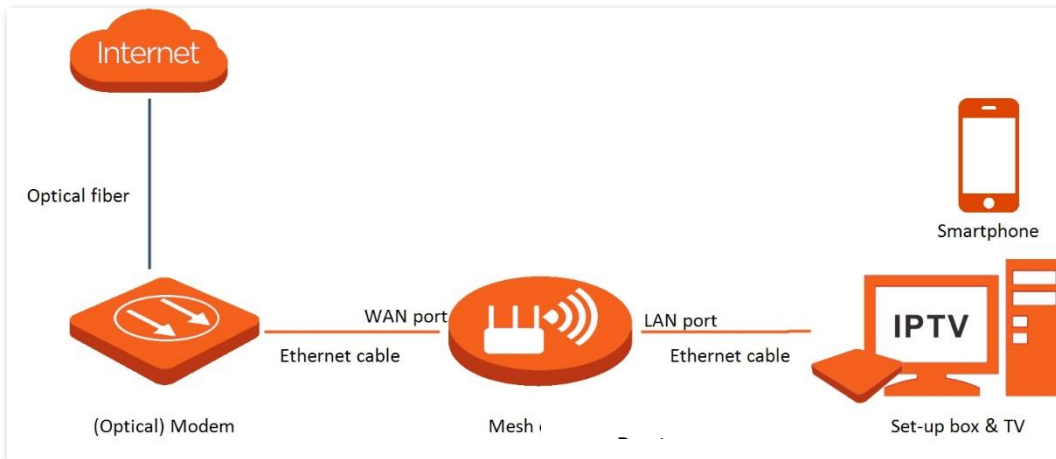 Internet
Optical fiber
Smartphone
WAN port
LAN port
IPTV
Ethernet cable
Ethernet cable
(Optical) Modem
Mesh
Set-up box & TV